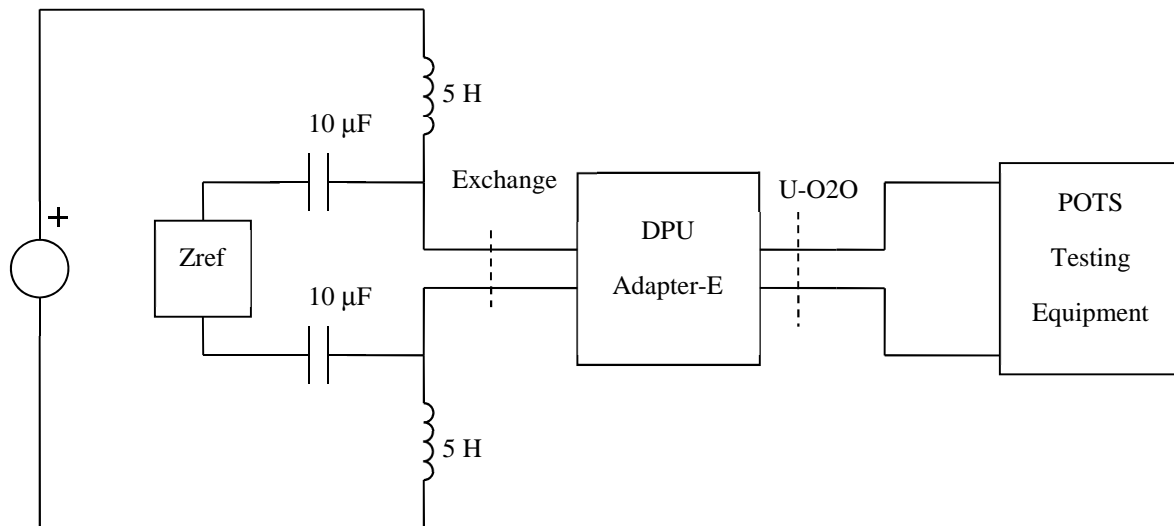 5 H
10 µF
Exchange
U-O2O
+
Zref
DPU
Adapter-E
POTS
Testing
Equipment
10 µF
5 H